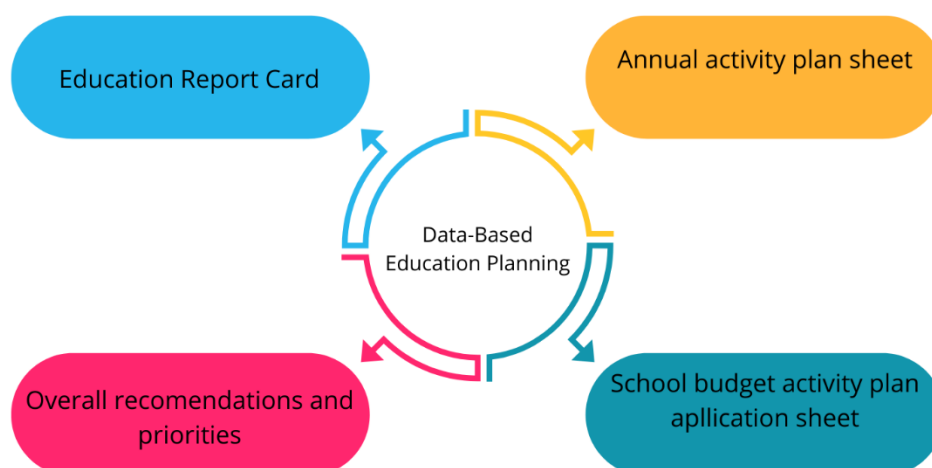 Education Report Card
Annual activity plan sheet
Data-Based
Education Planning
Overall recomendations and
priorities
School budget activity plan
apllication sheet